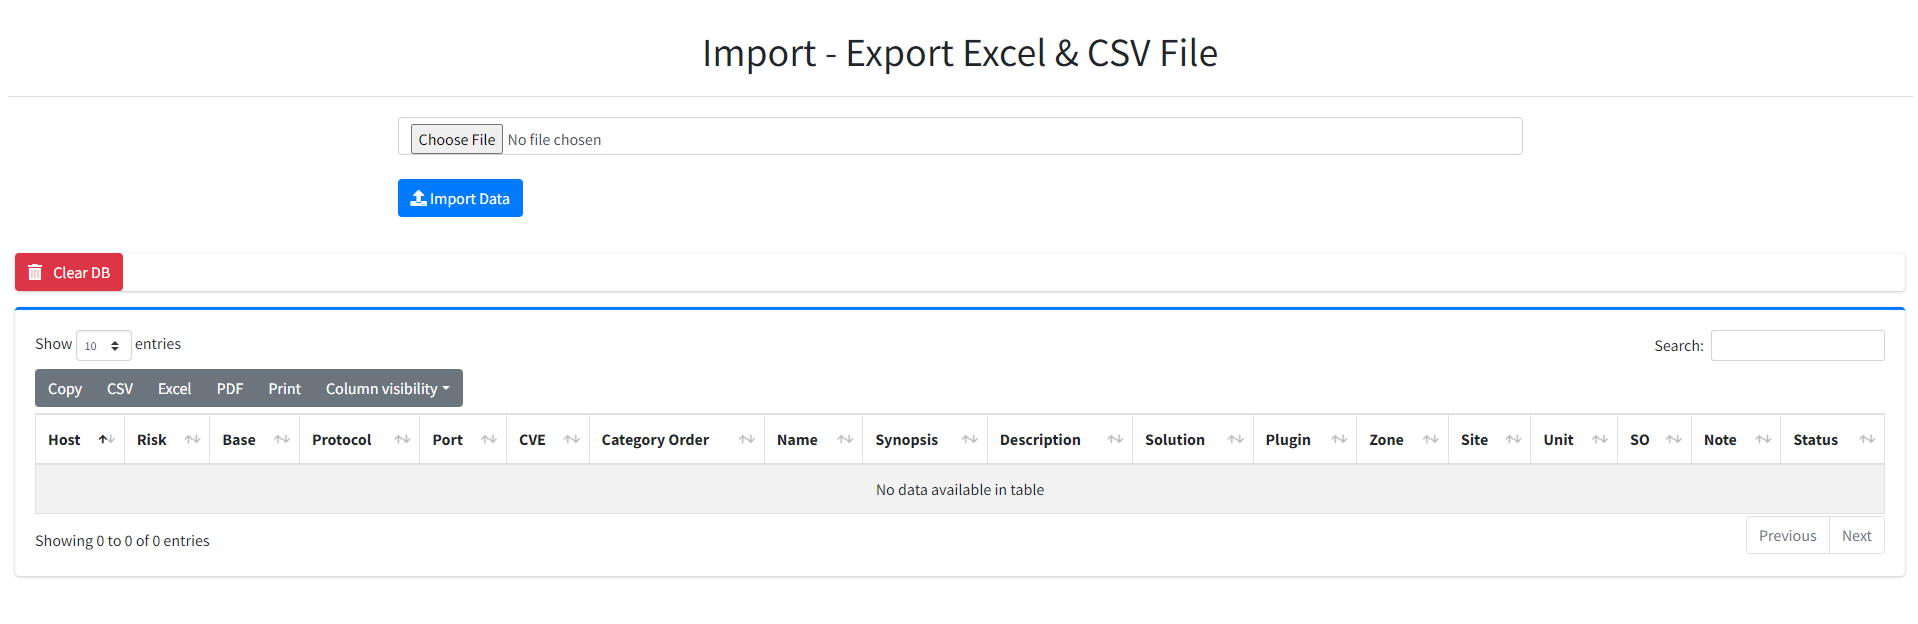 Import - Export Excel & CSV File
Choose File No file chosen
Import Data
Clear DB
Show 10 entries
Search:
Copy CSV Excel PDF Print Column visibility
Host Risk Base Protocol Port CVE Category Order Name Synopsis Description Solution Plugin Zone Site Unit SO Note Status
No data available in table
Showing 0 to 0 of 0 entries
Previous Next